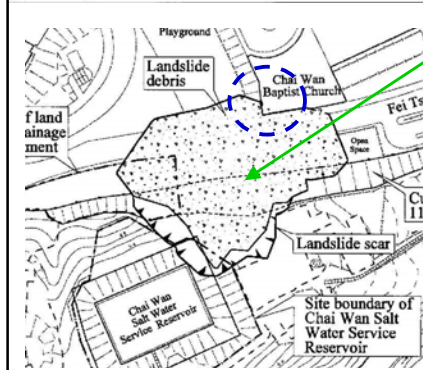 Playground
Landslide
debris
Chai Wan
Baptist Church
Fei Ts
f land
ainage
ment
Open
Space
Cu
11
Landslide scar
Chai Wan
Salt Water
Service Reservoir
Site boundary of
Chai Wan Salt
Water Service
Reservoir